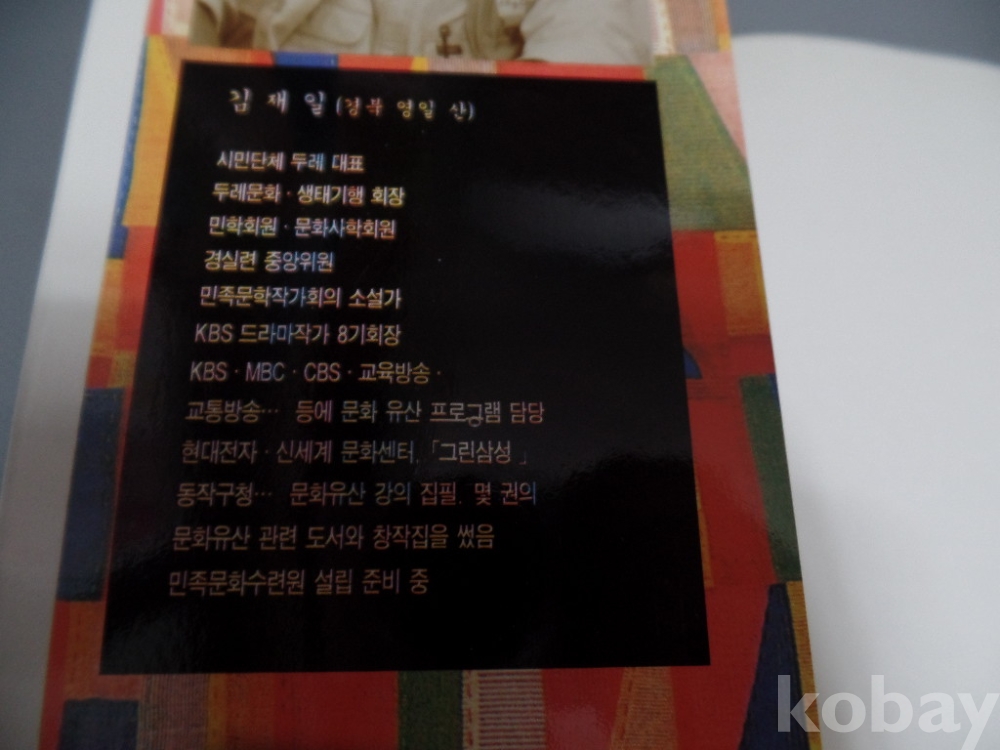 김 재 일 (경북 영일 산)
시민단체 두레 대표
두레문화 · 생태기행 회장
민학회원 · 문화사학회원
경실련 중앙위원
민족문학작가회의 소설가
KBS 드라마작가 8기회장
KBS · MBC · CBS · 교육방송 ·
교통방송… 등에 문화 유산 프로그램 담당
현대전자 · 신세계 문화센터, 「그린삼성」
동작구청… 문화유산 강의 집필. 몇 권의
문화유산 관련 도서와 창작집을 썼음
민족문화수련원 설립 준비 중
kobay